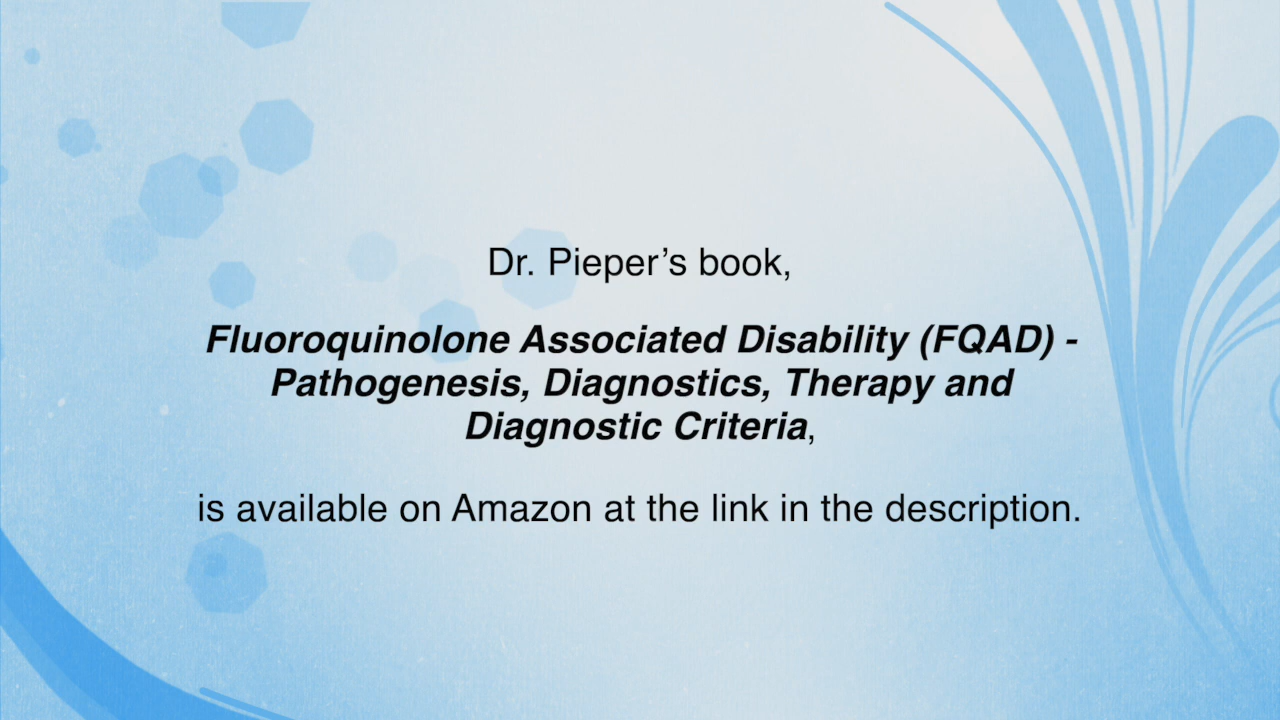 Dr. Pieper’s book,
Fluoroquinolone Associated Disability (FQAD) -
Pathogenesis, Diagnostics, Therapy and
Diagnostic Criteria,
is available on Amazon at the link in the description.